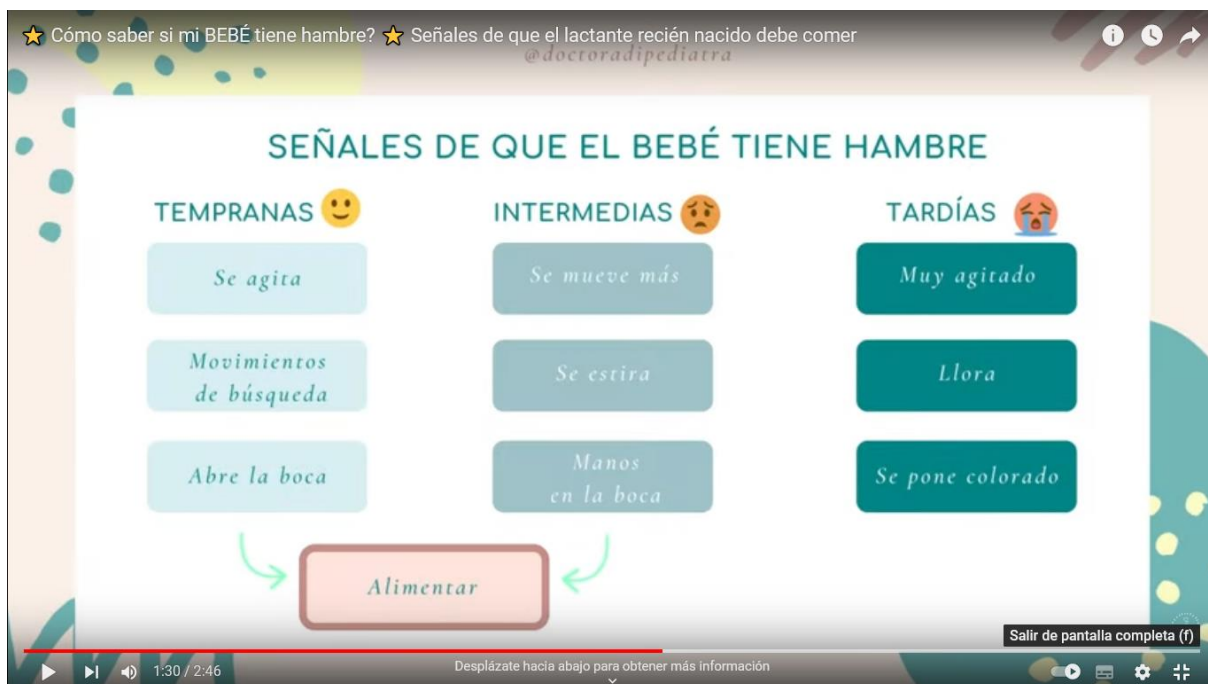 Cómo saber si mi BEBÉ tiene hambre? ⭐ Señales de que el lactante recién nacido debe comer
@doctoradipediatra
SEÑALES DE QUE EL BEBÉ TIENE HAMBRE
TEMPRANAS
Se agita
Movimientos
de búsqueda
Abre la boca
INTERMEDIAS
Se mueve más
Se estira
Manos
en la boca
TARDÍAS
Muy agitado
Llora
Se pone colorado
Alimentar
Salir de pantalla completa (f)
1:30 / 2:46
Desplázate hacia abajo para obtener más información